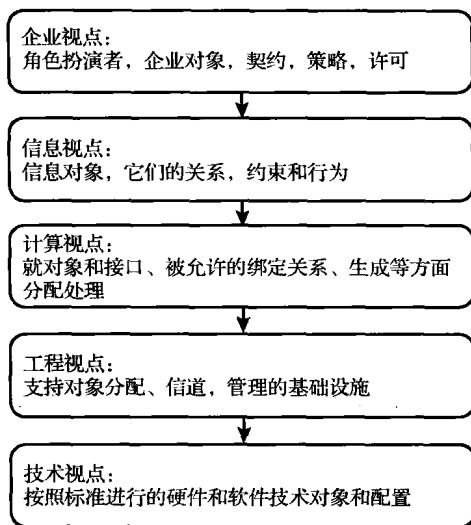 企业视点：
角色扮演者，企业对象，契约，策略，许可
信息视点：
信息对象，它们的关系，约束和行为
计算视点：
就对象和接口、被允许的绑定关系、生成等方面
分配处理
工程视点：
支持对象分配、信道，管理的基础设施
技术视点：
按照标准进行的硬件和软件技术对象和配置